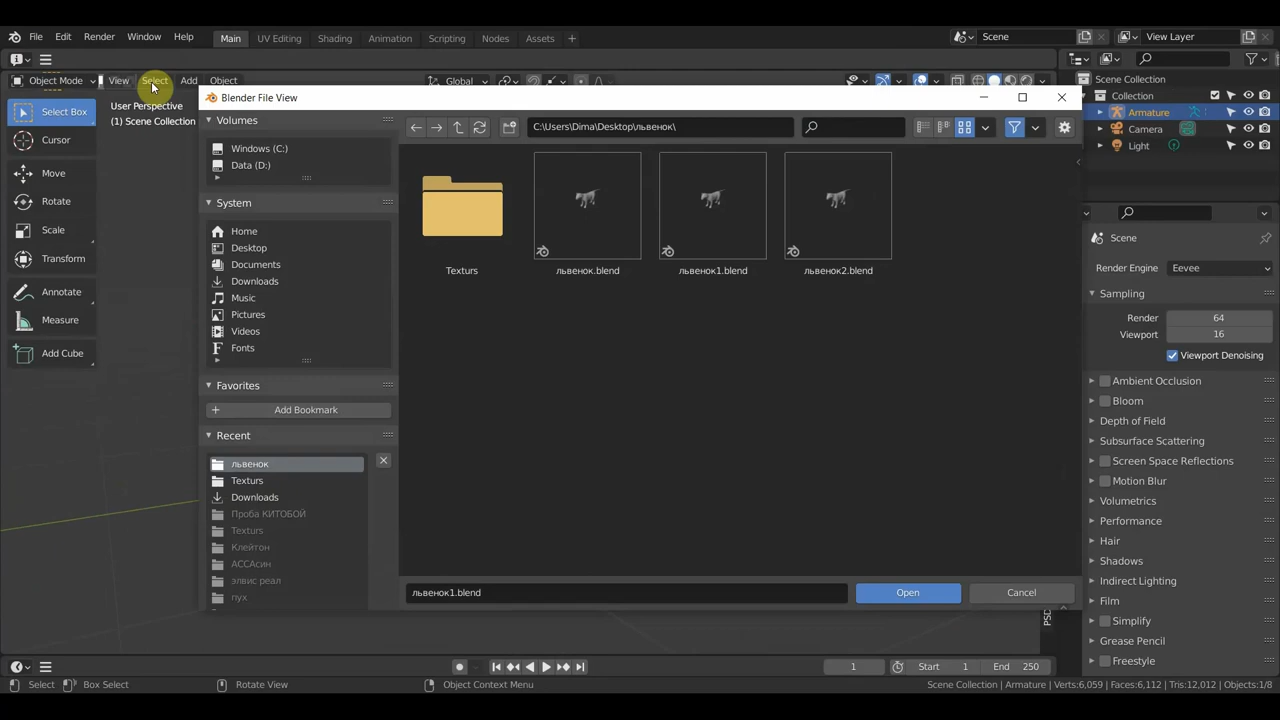 File Edit Render Window Help Main UV Editing Shading Animation Scripting Nodes Assets + Scene View Layer
Object Mode View Select Add Object Global
Blender File View
Select Box
Cursor
Move
Rotate
Scale
Transform
Annotate
Measure
Add Cube
User Perspective
(1) Scene Collection
Volumes
Windows (C:)
Data (D:)
System
Home
Desktop
Documents
Downloads
Music
Pictures
Videos
Fonts
Favorites
Add Bookmark
Recent
львенок
Texturs
Downloads
Проба КИТОБОЙ
Texturs
Клейтон
АССАсин
элвис реал
пух
C:\Users\Dima\Desktop\львенок\
Texturs
львенок.blend
львенок1.blend
львенок2.blend
львенок1.blend
Open
Cancel
Scene Collection
Collection
Armature
Camera
Light
Scene
Render Engine Eevee
Sampling
Render 64
Viewport 16
Viewport Denoising
Ambient Occlusion
Bloom
Depth of Field
Subsurface Scattering
Screen Space Reflections
Motion Blur
Volumetrics
Performance
Hair
Shadows
Indirect Lighting
Film
Simplify
Grease Pencil
Freestyle
PSD
1 Start 1 End 250
Select Box Select Rotate View Object Context Menu Scene Collection | Armature | Verts:6,059 | Faces:6,112 | Tris:12,012 | Objects:1/8